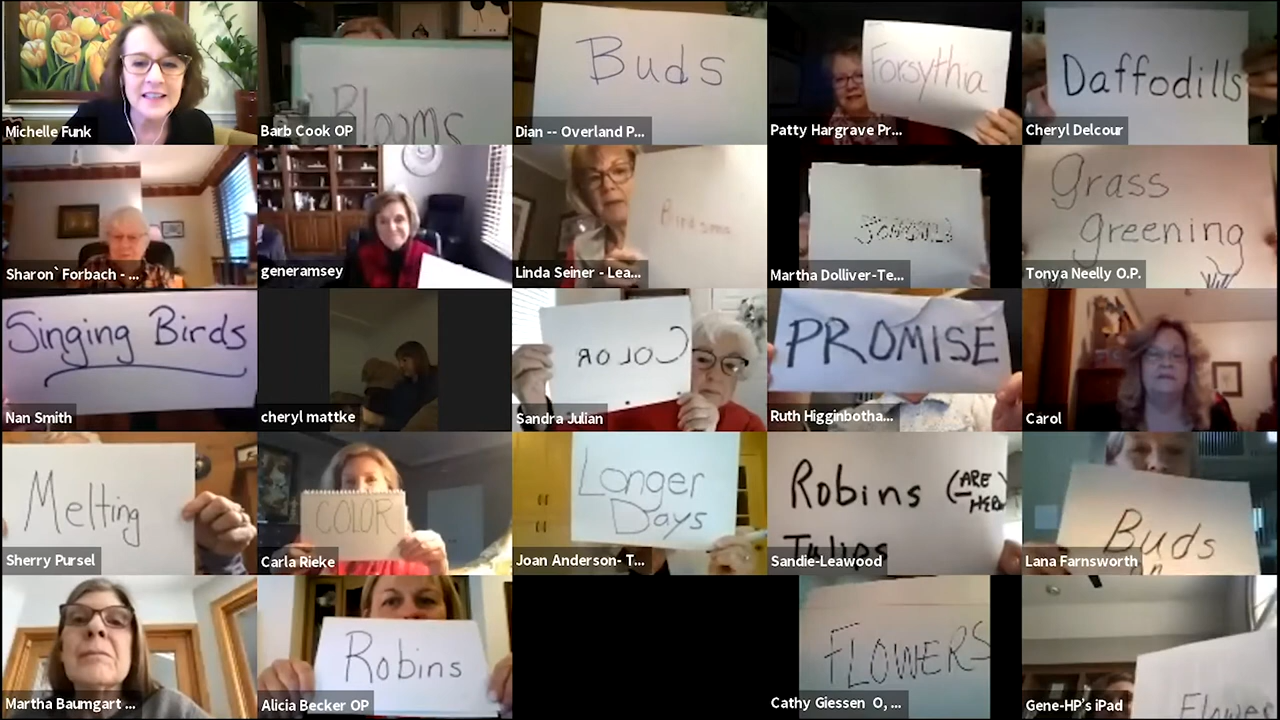 Blooms
Michelle Funk
Barb Cook OP
Buds
Dian -- Overland P...
Forsythia
Patty Hargrave Pr...
Daffodills
Cheryl Delcour
Sharon` Forbach - ...
generamsey
Linda Seiner - Lea...
Martha Dolliver-Te...
Grass
greening
Tonya Neelly O.P.
Singing Birds
Nan Smith
cheryl mattke
COLOR
Sandra Julian
PROMISE
Ruth Higginbotha...
Carol
Melting
Sherry Pursel
COLOR
Carla Rieke
Longer
Days
Joan Anderson- T...
Robins (ARE
HERE
Tulips
Sandie-Leawood
Buds
Lana Farnsworth
Martha Baumgart ...
Robins
Alicia Becker OP
FLOWERS
Cathy Giessen O, ...
Flower
Gene-HP's iPad